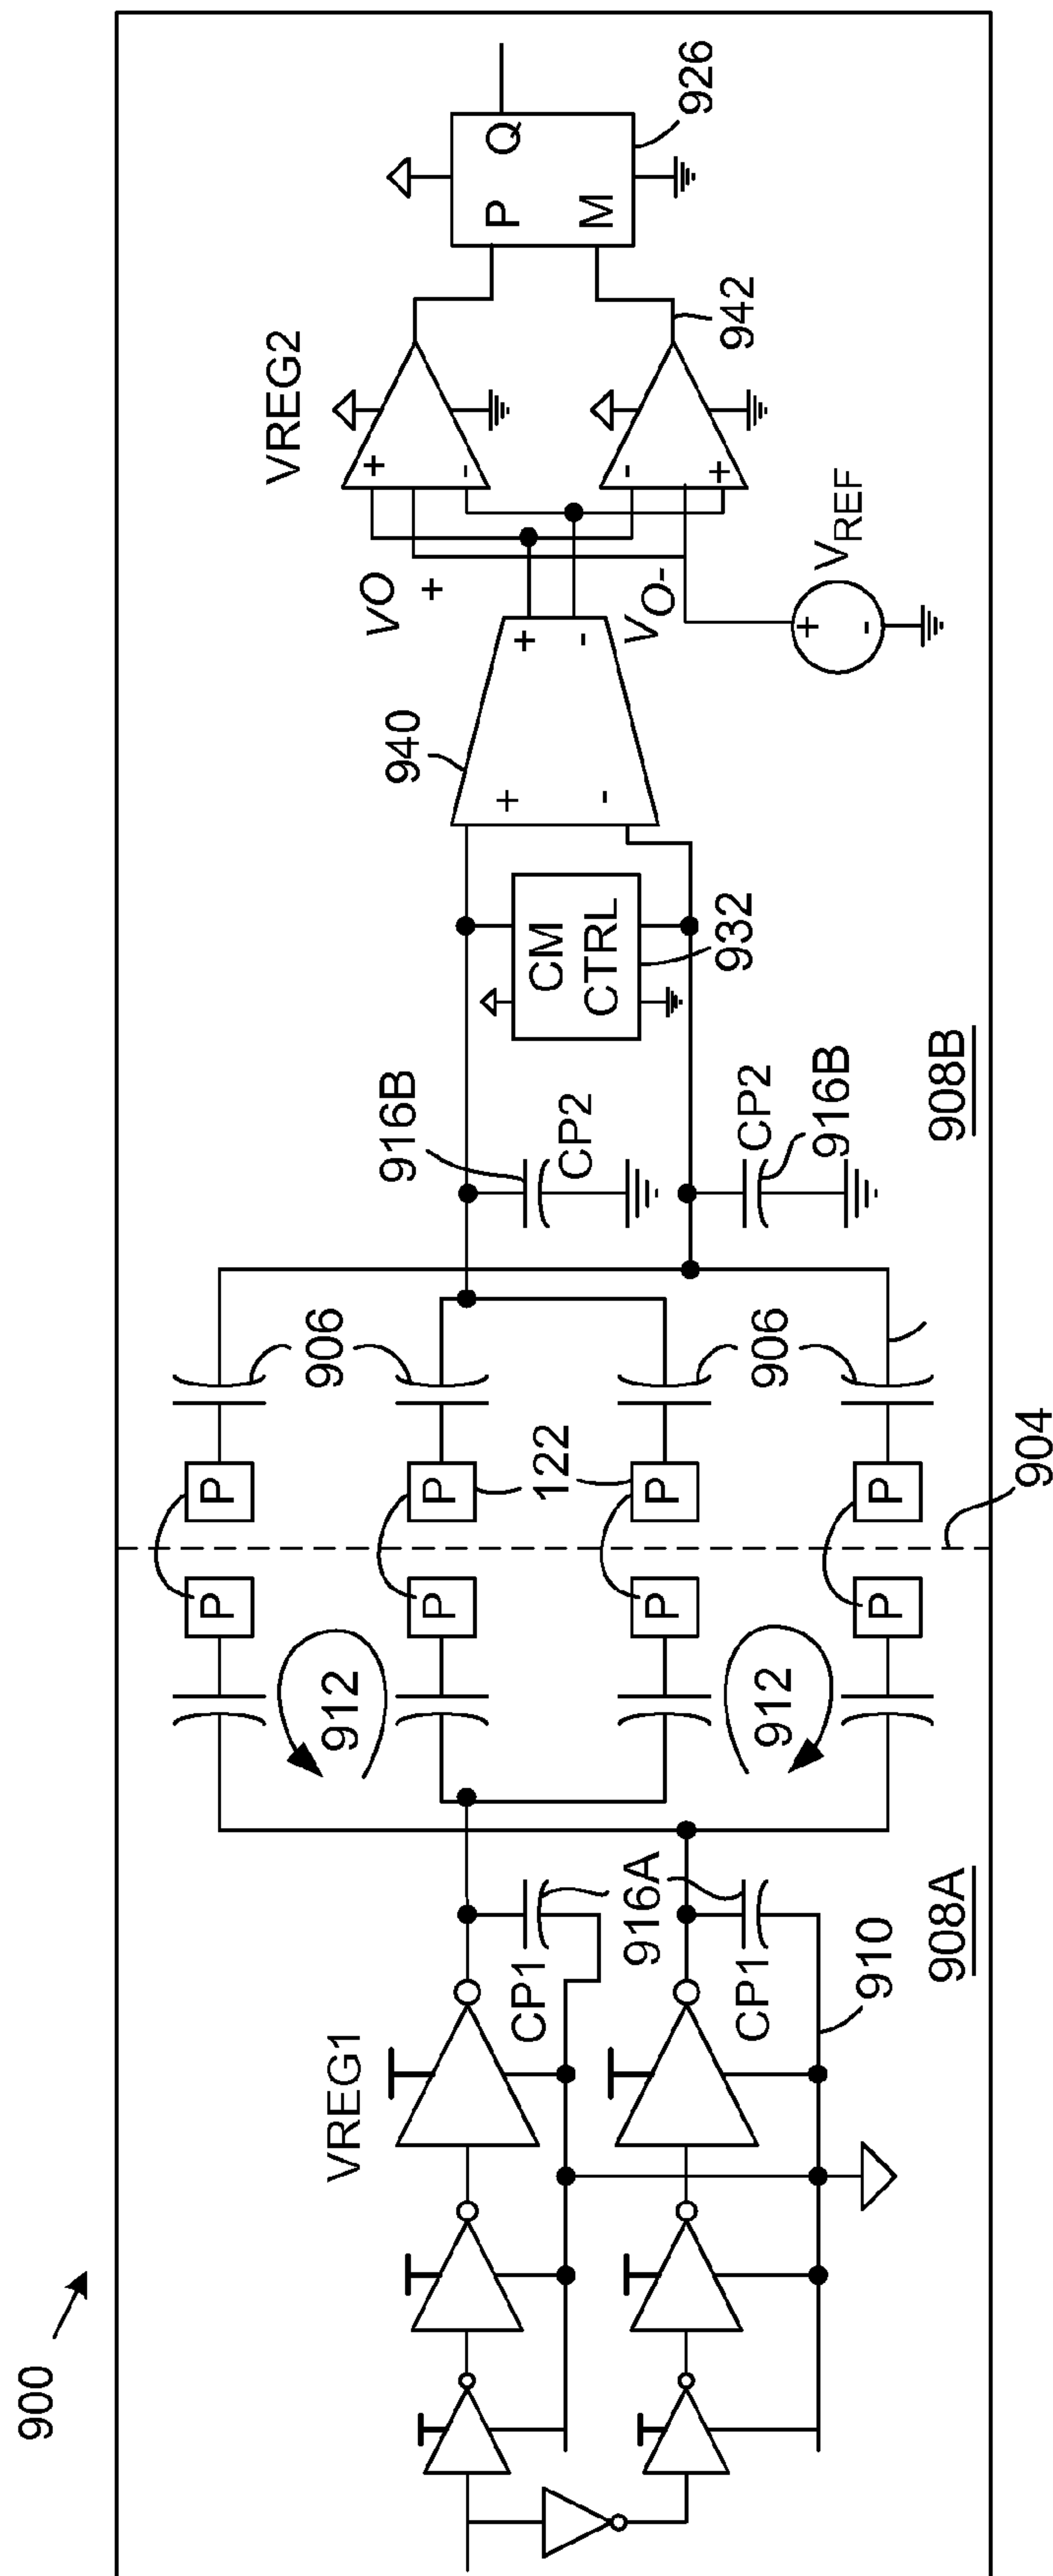 900
VREG1
CP1
CP1
916A
910
908A
912
912
P
P
P
P
P
P
P
P
122
906
906
904
916B
CP2
CP2
916B
908B
CM
CTRL
932
940
+
-
+
-
VO
+
VO-
VREF
+
-
VREG2
+
-
-
+
942
P
Q
M
926